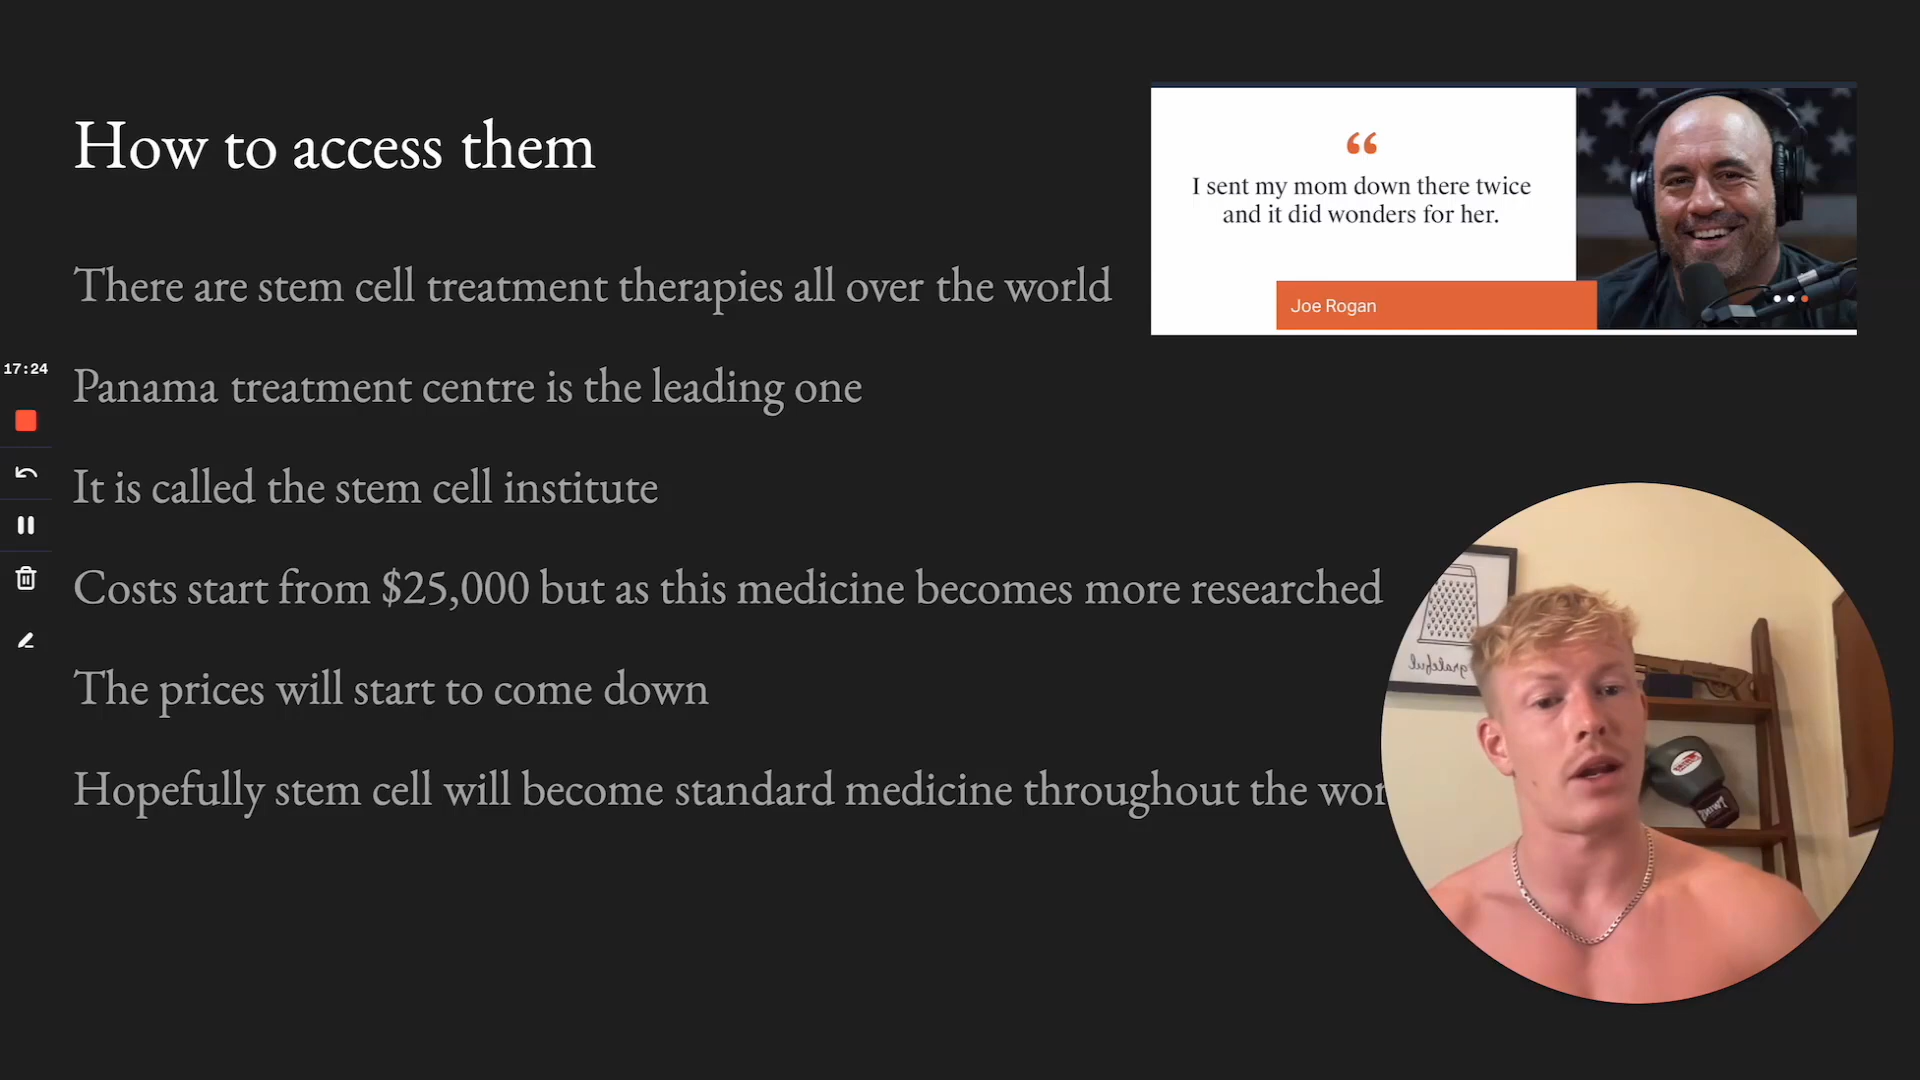 How to access them
“
I sent my mom down there twice
and it did wonders for her.
Joe Rogan
There are stem cell treatment therapies all over the world
Panama treatment centre is the leading one
It is called the stem cell institute
Costs start from $25,000 but as this medicine becomes more researched
The prices will start to come down
Hopefully stem cell will become standard medicine throughout the wor
17:24
grateful
TWINS